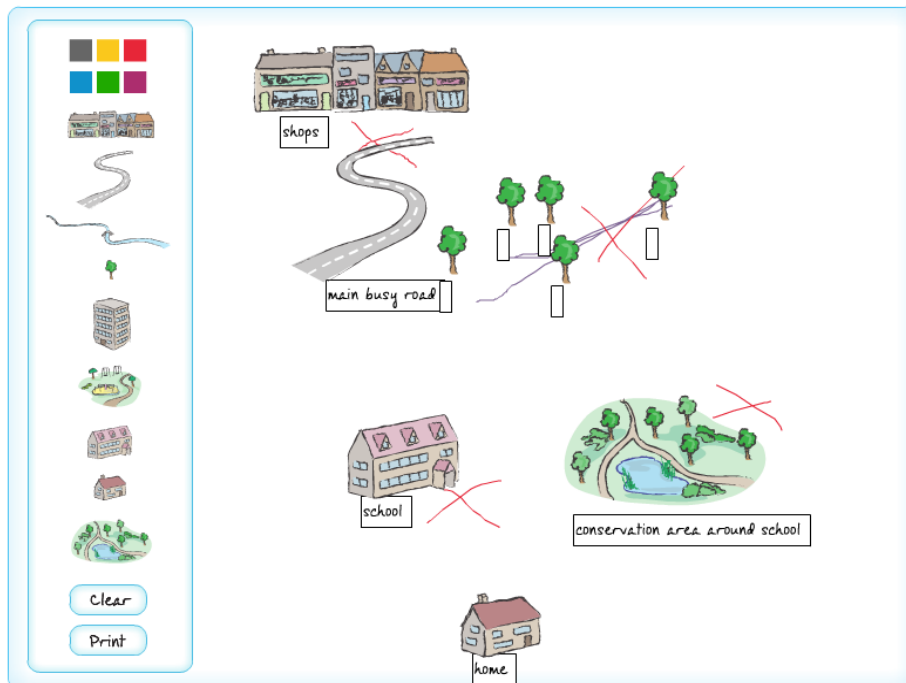 shops
main busy road
school
conservation area around school
home
Clear
Print